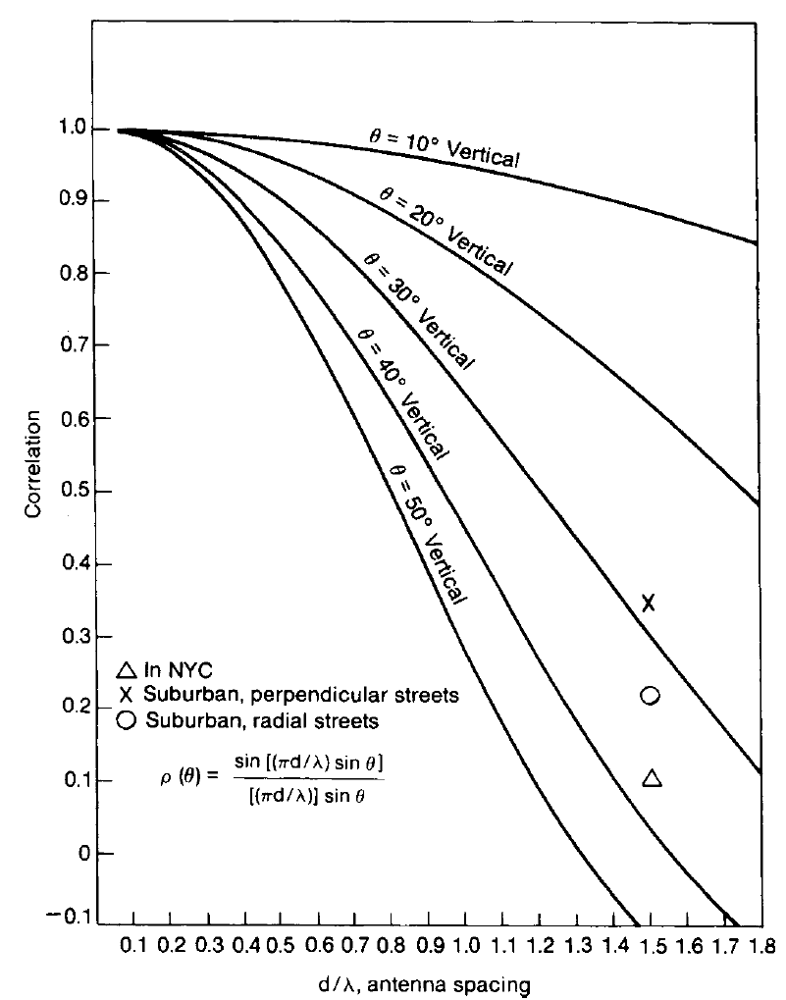 1.0
0.9
0.8
0.7
0.6
0.5
0.4
0.3
0.2
0.1
0
−0.1
Correlation
θ = 10° Vertical
θ = 20° Vertical
θ = 30° Vertical
θ = 40° Vertical
θ = 50° Vertical
△ In NYC
X Suburban, perpendicular streets
○ Suburban, radial streets
ρ (θ) = sin [(πd/λ) sin θ] / [(πd/λ)] sin θ
0.1 0.2 0.3 0.4 0.5 0.6 0.7 0.8 0.9 1.0 1.1 1.2 1.3 1.4 1.5 1.6 1.7 1.8
d/λ, antenna spacing